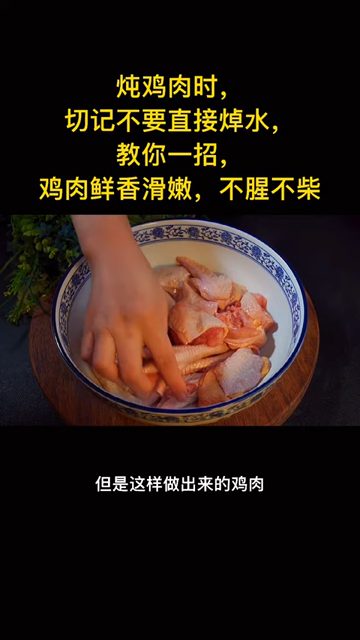 炖鸡肉时，
切记不要直接焯水，
教你一招，
鸡肉鲜香滑嫩，不腥不柴
但是这样做出来的鸡肉